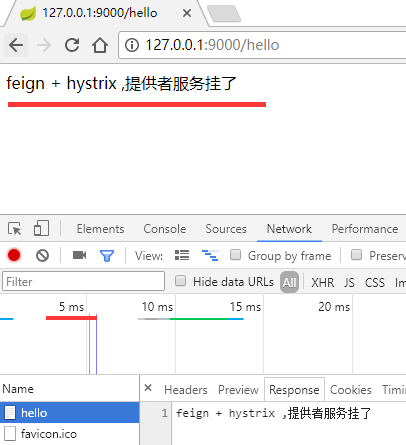 127.0.0.1:9000/hello
127.0.0.1:9000/hello
feign + hystrix ,提供者服务挂了
Elements Console Sources Network Performance
View: Group by frame Preserv
Filter Hide data URLs All XHR JS CSS Im
5 ms 10 ms 15 ms 20 ms
Name Headers Preview Response Cookies Timin
hello 1 feign + hystrix ,提供者服务挂了
favicon.ico